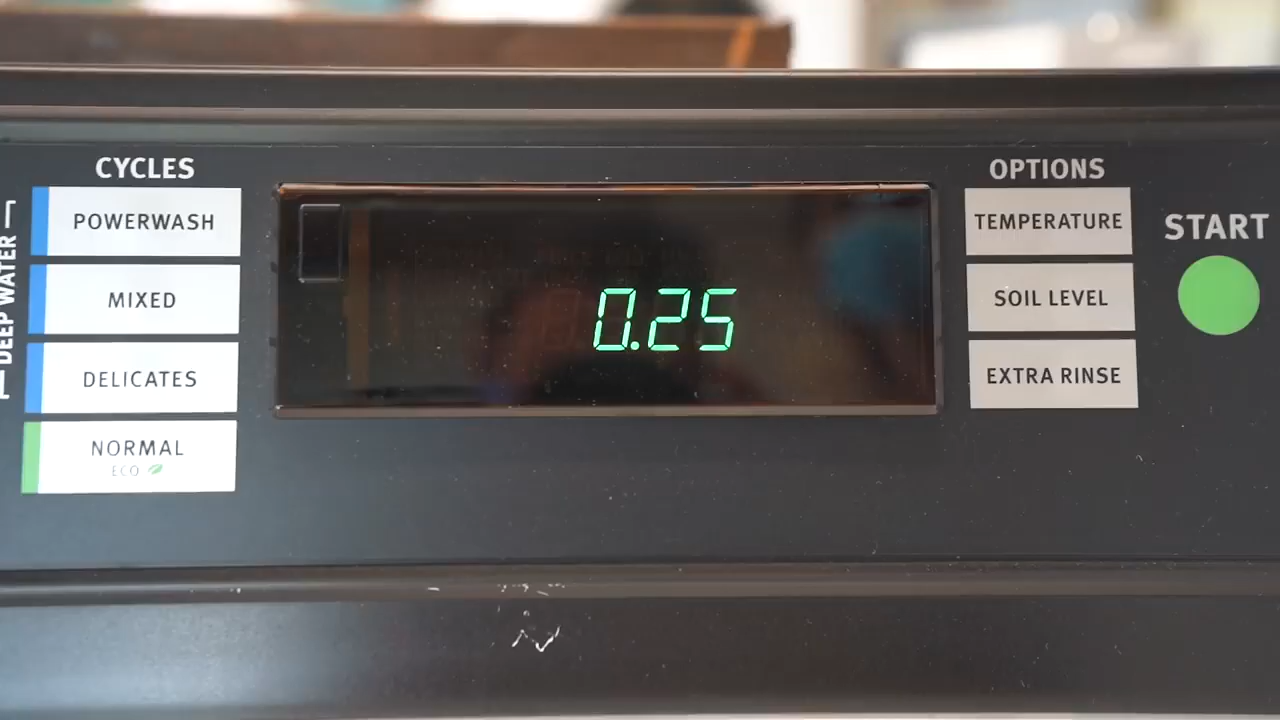 CYCLES
DEEP WATER
POWERWASH
MIXED
DELICATES
NORMAL
ECO
0.25
OPTIONS
TEMPERATURE
SOIL LEVEL
EXTRA RINSE
START